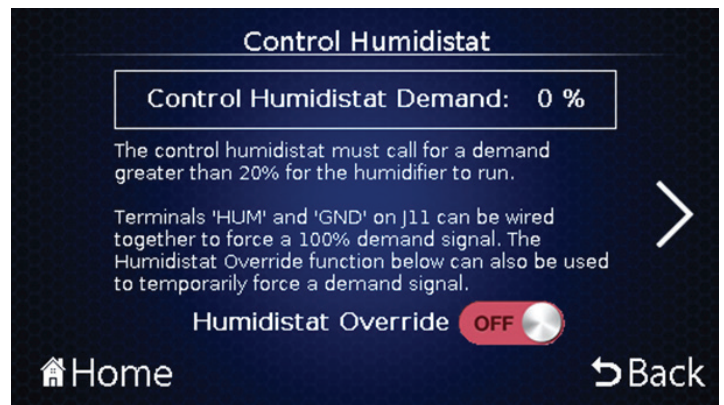 Control Humidistat
Control Humidistat Demand: 0 %
The control humidistat must call for a demand
greater than 20% for the humidifier to run.
Terminals 'HUM' and 'GND' on J11 can be wired
together to force a 100% demand signal. The
Humidistat Override function below can also be used
to temporarily force a demand signal.
Humidistat Override OFF
Home
Back